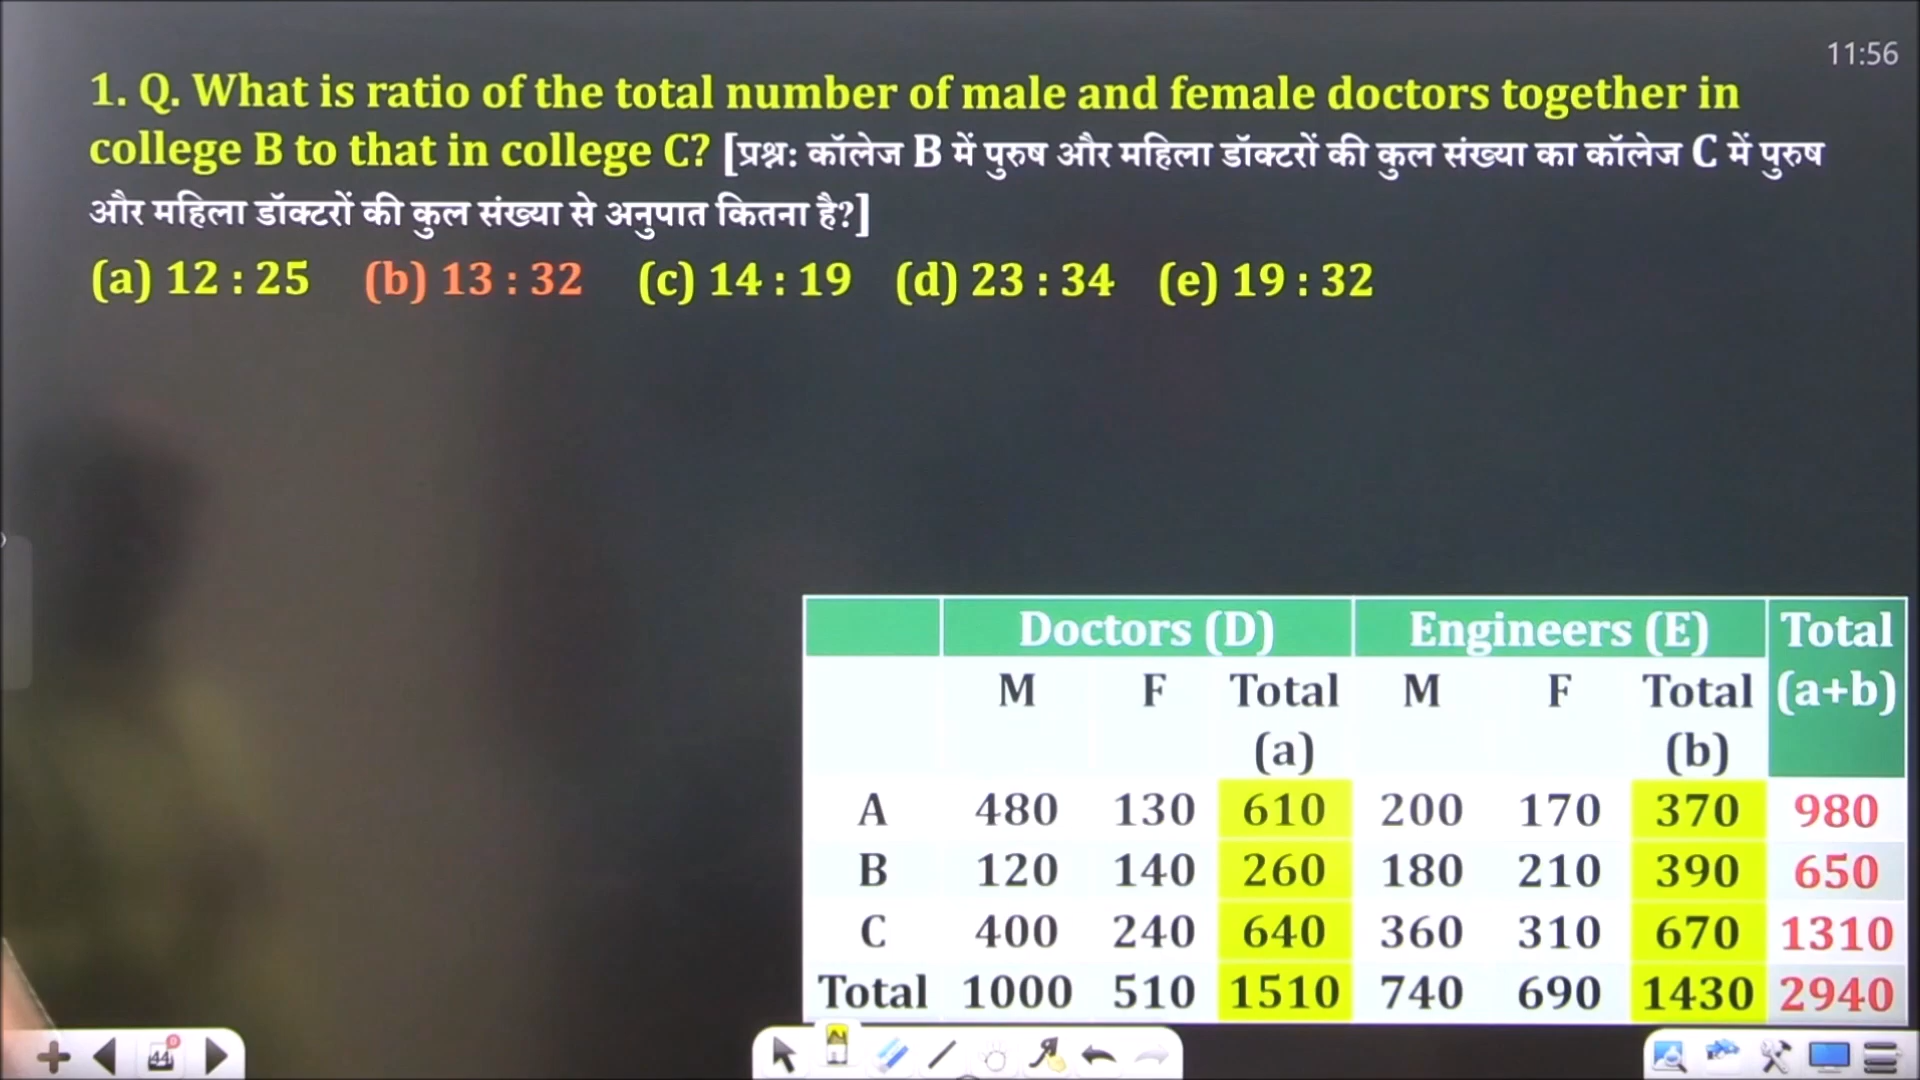 11:56
1. Q. What is ratio of the total number of male and female doctors together in
college B to that in college C? [प्रश्न: कॉलेज B में पुरुष और महिला डॉक्टरों की कुल संख्या का कॉलेज C में पुरुष
और महिला डॉक्टरों की कुल संख्या से अनुपात कितना है?]
(a) 12 : 25 (b) 13 : 32 (c) 14 : 19 (d) 23 : 34 (e) 19 : 32
Doctors (D) Engineers (E) Total
M F Total M F Total (a+b)
(a) (b)
A 480 130 610 200 170 370 980
B 120 140 260 180 210 390 650
C 400 240 640 360 310 670 1310
Total 1000 510 1510 740 690 1430 2940
44